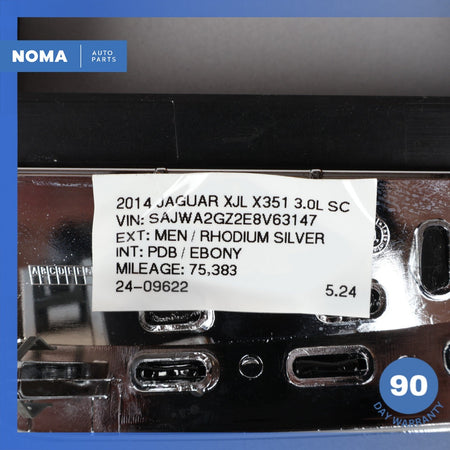 NOMA AUTO
PARTS
2014 JAGUAR XJL X351 3.0L SC
VIN: SAJWA2GZ2E8V63147
EXT: MEN / RHODIUM SILVER
INT: PDB / EBONY
MILEAGE: 75,383
24-09622 5.24
ABCDEF
90
DAY WARRANTY